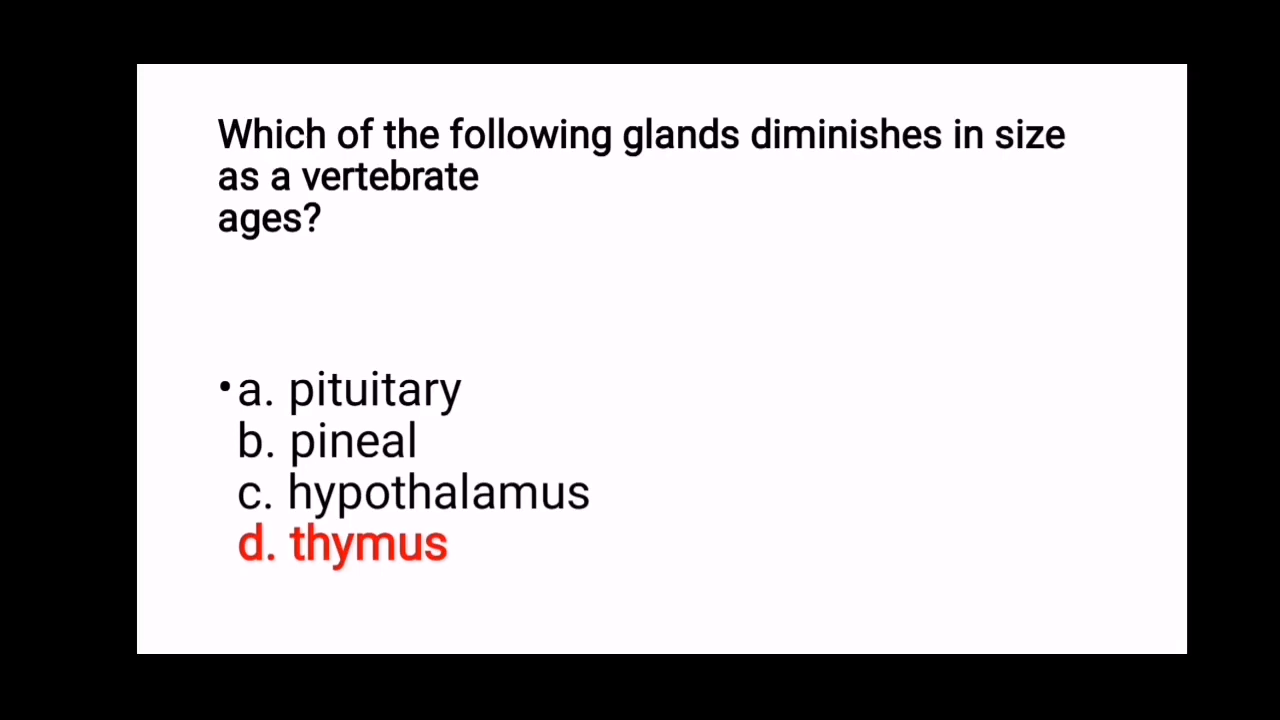 Which of the following glands diminishes in size
as a vertebrate
ages?
•a. pituitary
b. pineal
c. hypothalamus
d. thymus